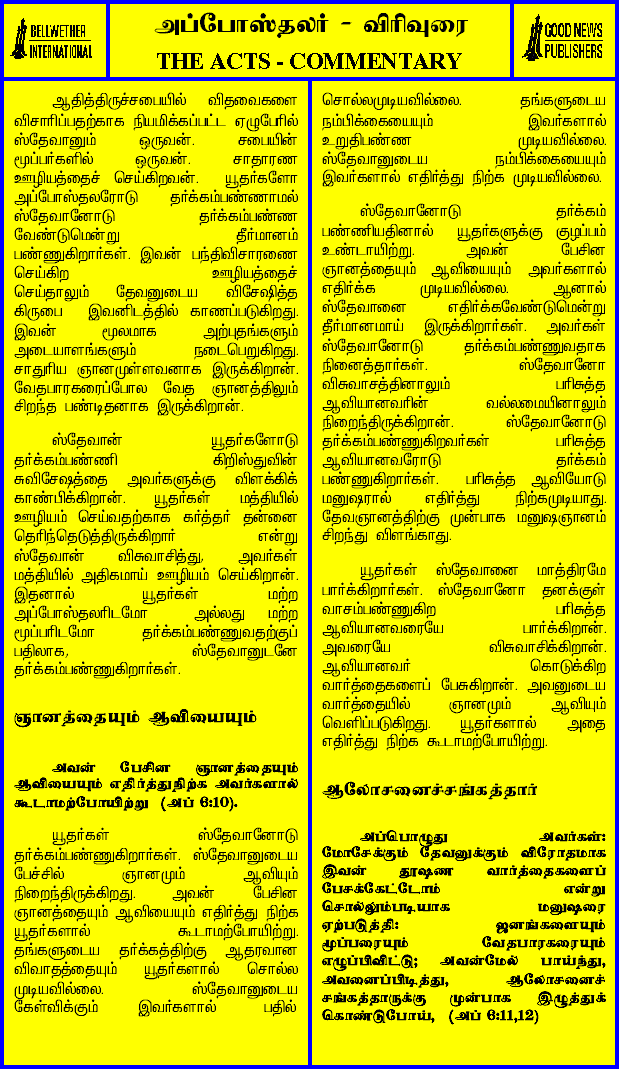 BELLWETHER
INTERNATIONAL
அப்போஸ்தலர் - விரிவுரை
THE ACTS - COMMENTARY
GOOD NEWS
PUBLISHERS
ஆதித்திருச்சபையில் விதவைகளை
விசாரிப்பதற்காக நியமிக்கப்பட்ட ஏழுபேரில்
ஸ்தேவானும் ஒருவன். சபையின்
மூப்பர்களில் ஒருவன். சாதாரண
ஊழியத்தைச் செய்கிறவன். யூதர்களோ
அப்போஸ்தலரோடு தர்க்கம்பண்ணாமல்
ஸ்தேவானோடு தர்க்கம்பண்ண
வேண்டுமென்று தீர்மானம்
பண்ணுகிறார்கள். இவன் பந்திவிசாரணை
செய்கிற ஊழியத்தைச்
செய்தாலும் தேவனுடைய விசேஷித்த
கிருபை இவனிடத்தில் காணப்படுகிறது.
இவன் மூலமாக அற்புதங்களும்
அடையாளங்களும் நடைபெறுகிறது.
சாதுரிய ஞானமுள்ளவனாக இருக்கிறான்.
வேதபாரகரைப்போல வேத ஞானத்திலும்
சிறந்த பண்டிதனாக இருக்கிறான்.
ஸ்தேவான் யூதர்களோடு
தர்க்கம்பண்ணி கிறிஸ்துவின்
சுவிசேஷத்தை அவர்களுக்கு விளக்கிக்
காண்பிக்கிறான். யூதர்கள் மத்தியில்
ஊழியம் செய்வதற்காக கர்த்தர் தன்னை
தெரிந்தெடுத்திருக்கிறார் என்று
ஸ்தேவான் விசுவாசித்து, அவர்கள்
மத்தியில் அதிகமாய் ஊழியம் செய்கிறான்.
இதனால் யூதர்கள் மற்ற
அப்போஸ்தலரிடமோ அல்லது மற்ற
மூப்பரிடமோ தர்க்கம்பண்ணுவதற்குப்
பதிலாக, ஸ்தேவானுடனே
தர்க்கம்பண்ணுகிறார்கள்.
ஞானத்தையும் ஆவியையும்
அவன் பேசின ஞானத்தையும்
ஆவியையும் எதிர்த்துநிற்க அவர்களால்
கூடாமற்போயிற்று (அப் 6:10).
யூதர்கள் ஸ்தேவானோடு
தர்க்கம்பண்ணுகிறார்கள். ஸ்தேவானுடைய
பேச்சில் ஞானமும் ஆவியும்
நிறைந்திருக்கிறது. அவன் பேசின
ஞானத்தையும் ஆவியையும் எதிர்த்து நிற்க
யூதர்களால் கூடாமற்போயிற்று.
தங்களுடைய தர்க்கத்திற்கு ஆதரவான
விவாதத்தையும் யூதர்களால் சொல்ல
முடியவில்லை. ஸ்தேவானுடைய
கேள்விக்கும் இவர்களால் பதில்
சொல்லமுடியவில்லை. தங்களுடைய
நம்பிக்கையையும் இவர்களால்
உறுதிபண்ண முடியவில்லை.
ஸ்தேவானுடைய நம்பிக்கையையும்
இவர்களால் எதிர்த்து நிற்க முடியவில்லை.
ஸ்தேவானோடு தர்க்கம்
பண்ணியதினால் யூதர்களுக்கு குழப்பம்
உண்டாயிற்று. அவன் பேசின
ஞானத்தையும் ஆவியையும் அவர்களால்
எதிர்க்க முடியவில்லை. ஆனால்
ஸ்தேவானை எதிர்க்கவேண்டுமென்று
தீர்மானமாய் இருக்கிறார்கள். அவர்கள்
ஸ்தேவானோடு தர்க்கம்பண்ணுவதாக
நினைத்தார்கள். ஸ்தேவானோ
விசுவாசத்தினாலும் பரிசுத்த
ஆவியானவரின் வல்லமையினாலும்
நிறைந்திருக்கிறான். ஸ்தேவானோடு
தர்க்கம்பண்ணுகிறவர்கள் பரிசுத்த
ஆவியானவரோடு தர்க்கம்
பண்ணுகிறார்கள். பரிசுத்த ஆவியோடு
மனுஷரால் எதிர்த்து நிற்கமுடியாது.
தேவஞானத்திற்கு முன்பாக மனுஷஞானம்
சிறந்து விளங்காது.
யூதர்கள் ஸ்தேவானை மாத்திரமே
பார்க்கிறார்கள். ஸ்தேவானோ தனக்குள்
வாசம்பண்ணுகிற பரிசுத்த
ஆவியானவரையே பார்க்கிறான்.
அவரையே விசுவாசிக்கிறான்.
ஆவியானவர் கொடுக்கிற
வார்த்தைகளைப் பேசுகிறான். அவனுடைய
வார்த்தையில் ஞானமும் ஆவியும்
வெளிப்படுகிறது. யூதர்களால் அதை
எதிர்த்து நிற்க கூடாமற்போயிற்று.
ஆலோசனைச்சங்கத்தார்
அப்பொழுது அவர்கள்:
மோசேக்கும் தேவனுக்கும் விரோதமாக
இவன் தூஷண வார்த்தைகளைப்
பேசக்கேட்டோம் என்று
சொல்லும்படியாக மனுஷரை
ஏற்படுத்தி: ஜனங்களையும்
மூப்பரையும் வேதபாரகரையும்
எழுப்பிவிட்டு; அவன்மேல் பாய்ந்து,
அவனைப்பிடித்து, ஆலோசனைச்
சங்கத்தாருக்கு முன்பாக இழுத்துக்
கொண்டுபோய், (அப் 6:11,12)